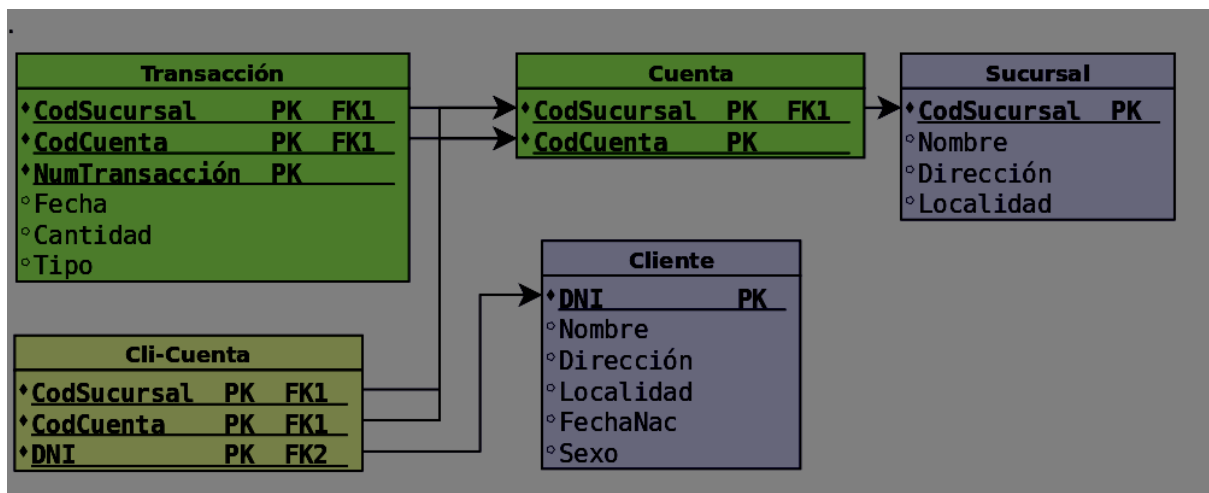 .
Transacción
CodSucursal PK FK1
CodCuenta PK FK1
NumTransacción PK
Fecha
Cantidad
Tipo
Cuenta
CodSucursal PK FK1
CodCuenta PK
Sucursal
CodSucursal PK
Nombre
Dirección
Localidad
Cli-Cuenta
CodSucursal PK FK1
CodCuenta PK FK1
DNI PK FK2
Cliente
DNI PK
Nombre
Dirección
Localidad
FechaNac
Sexo